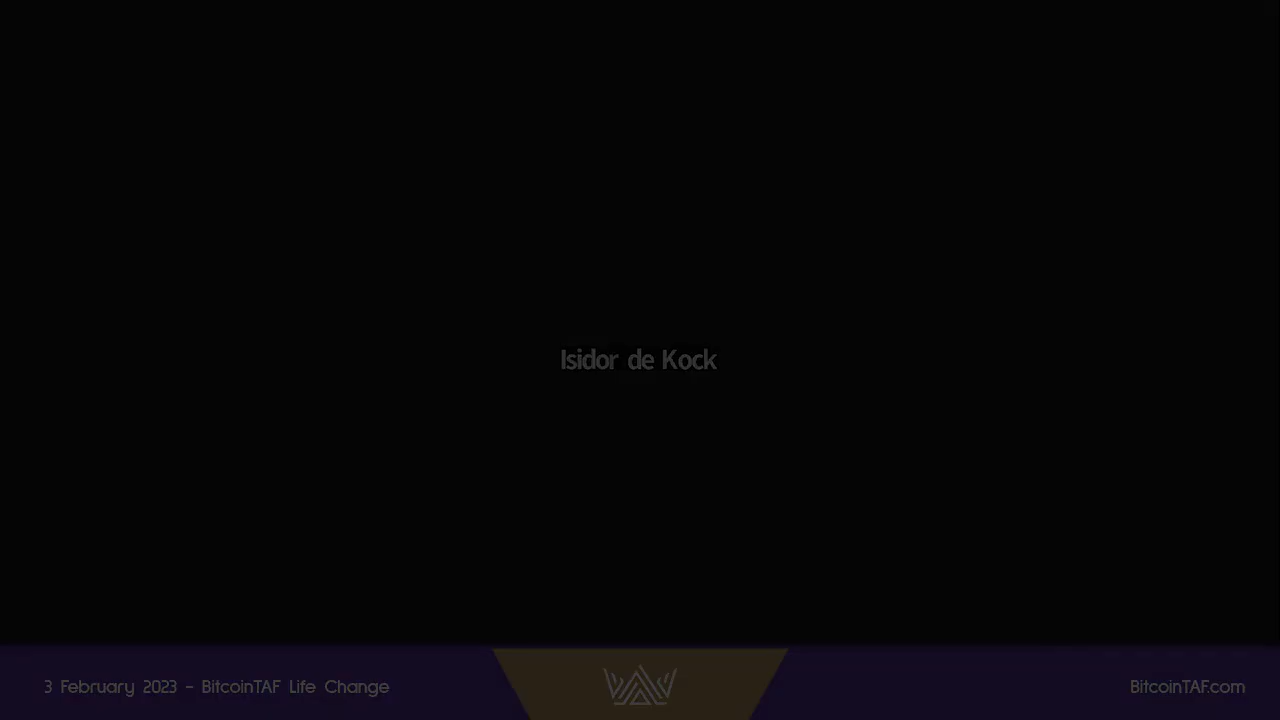 Isidor de Kock
3 February 2023 - BitcoinTAF Life Change
BitcoinTAF.com